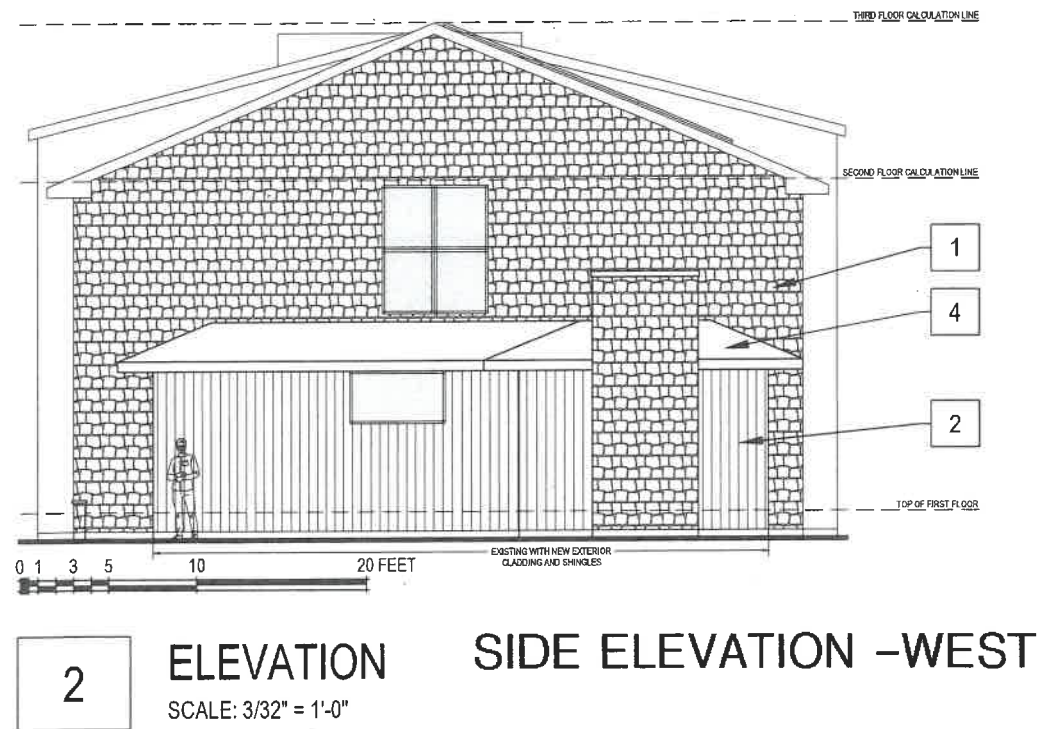 THIRD FLOOR CALCULATION LINE
SECOND FLOOR CALCULATION LINE
1
4
2
TOP OF FIRST FLOOR
EXISTING WITH NEW EXTERIOR
CLADDING AND SHINGLES
0 1 3 5 10 20 FEET
2
ELEVATION
SCALE: 3/32" = 1'-0"
SIDE ELEVATION –WEST